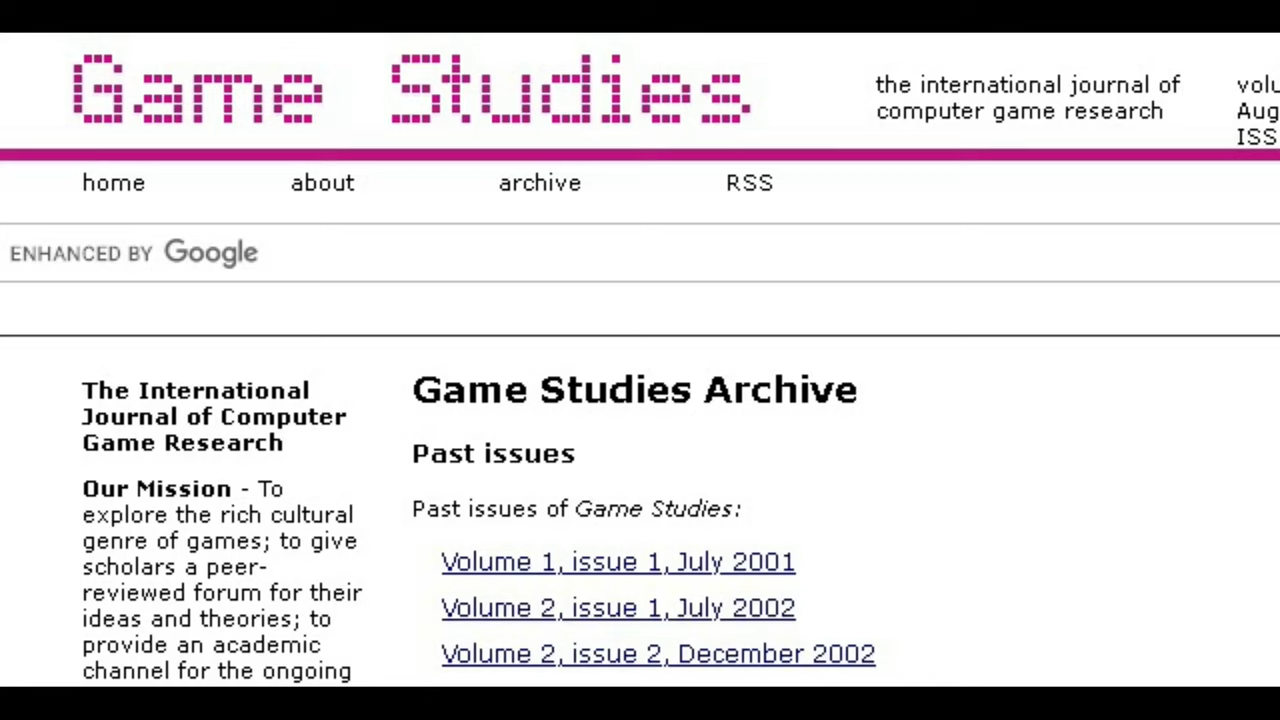 Game Studies
the international journal of
computer game research
volu
Aug
ISS
home about archive RSS
ENHANCED BY Google
The International
Journal of Computer
Game Research
Our Mission - To
explore the rich cultural
genre of games; to give
scholars a peer-
reviewed forum for their
ideas and theories; to
provide an academic
channel for the ongoing
Game Studies Archive
Past issues
Past issues of Game Studies:
Volume 1, issue 1, July 2001
Volume 2, issue 1, July 2002
Volume 2, issue 2, December 2002